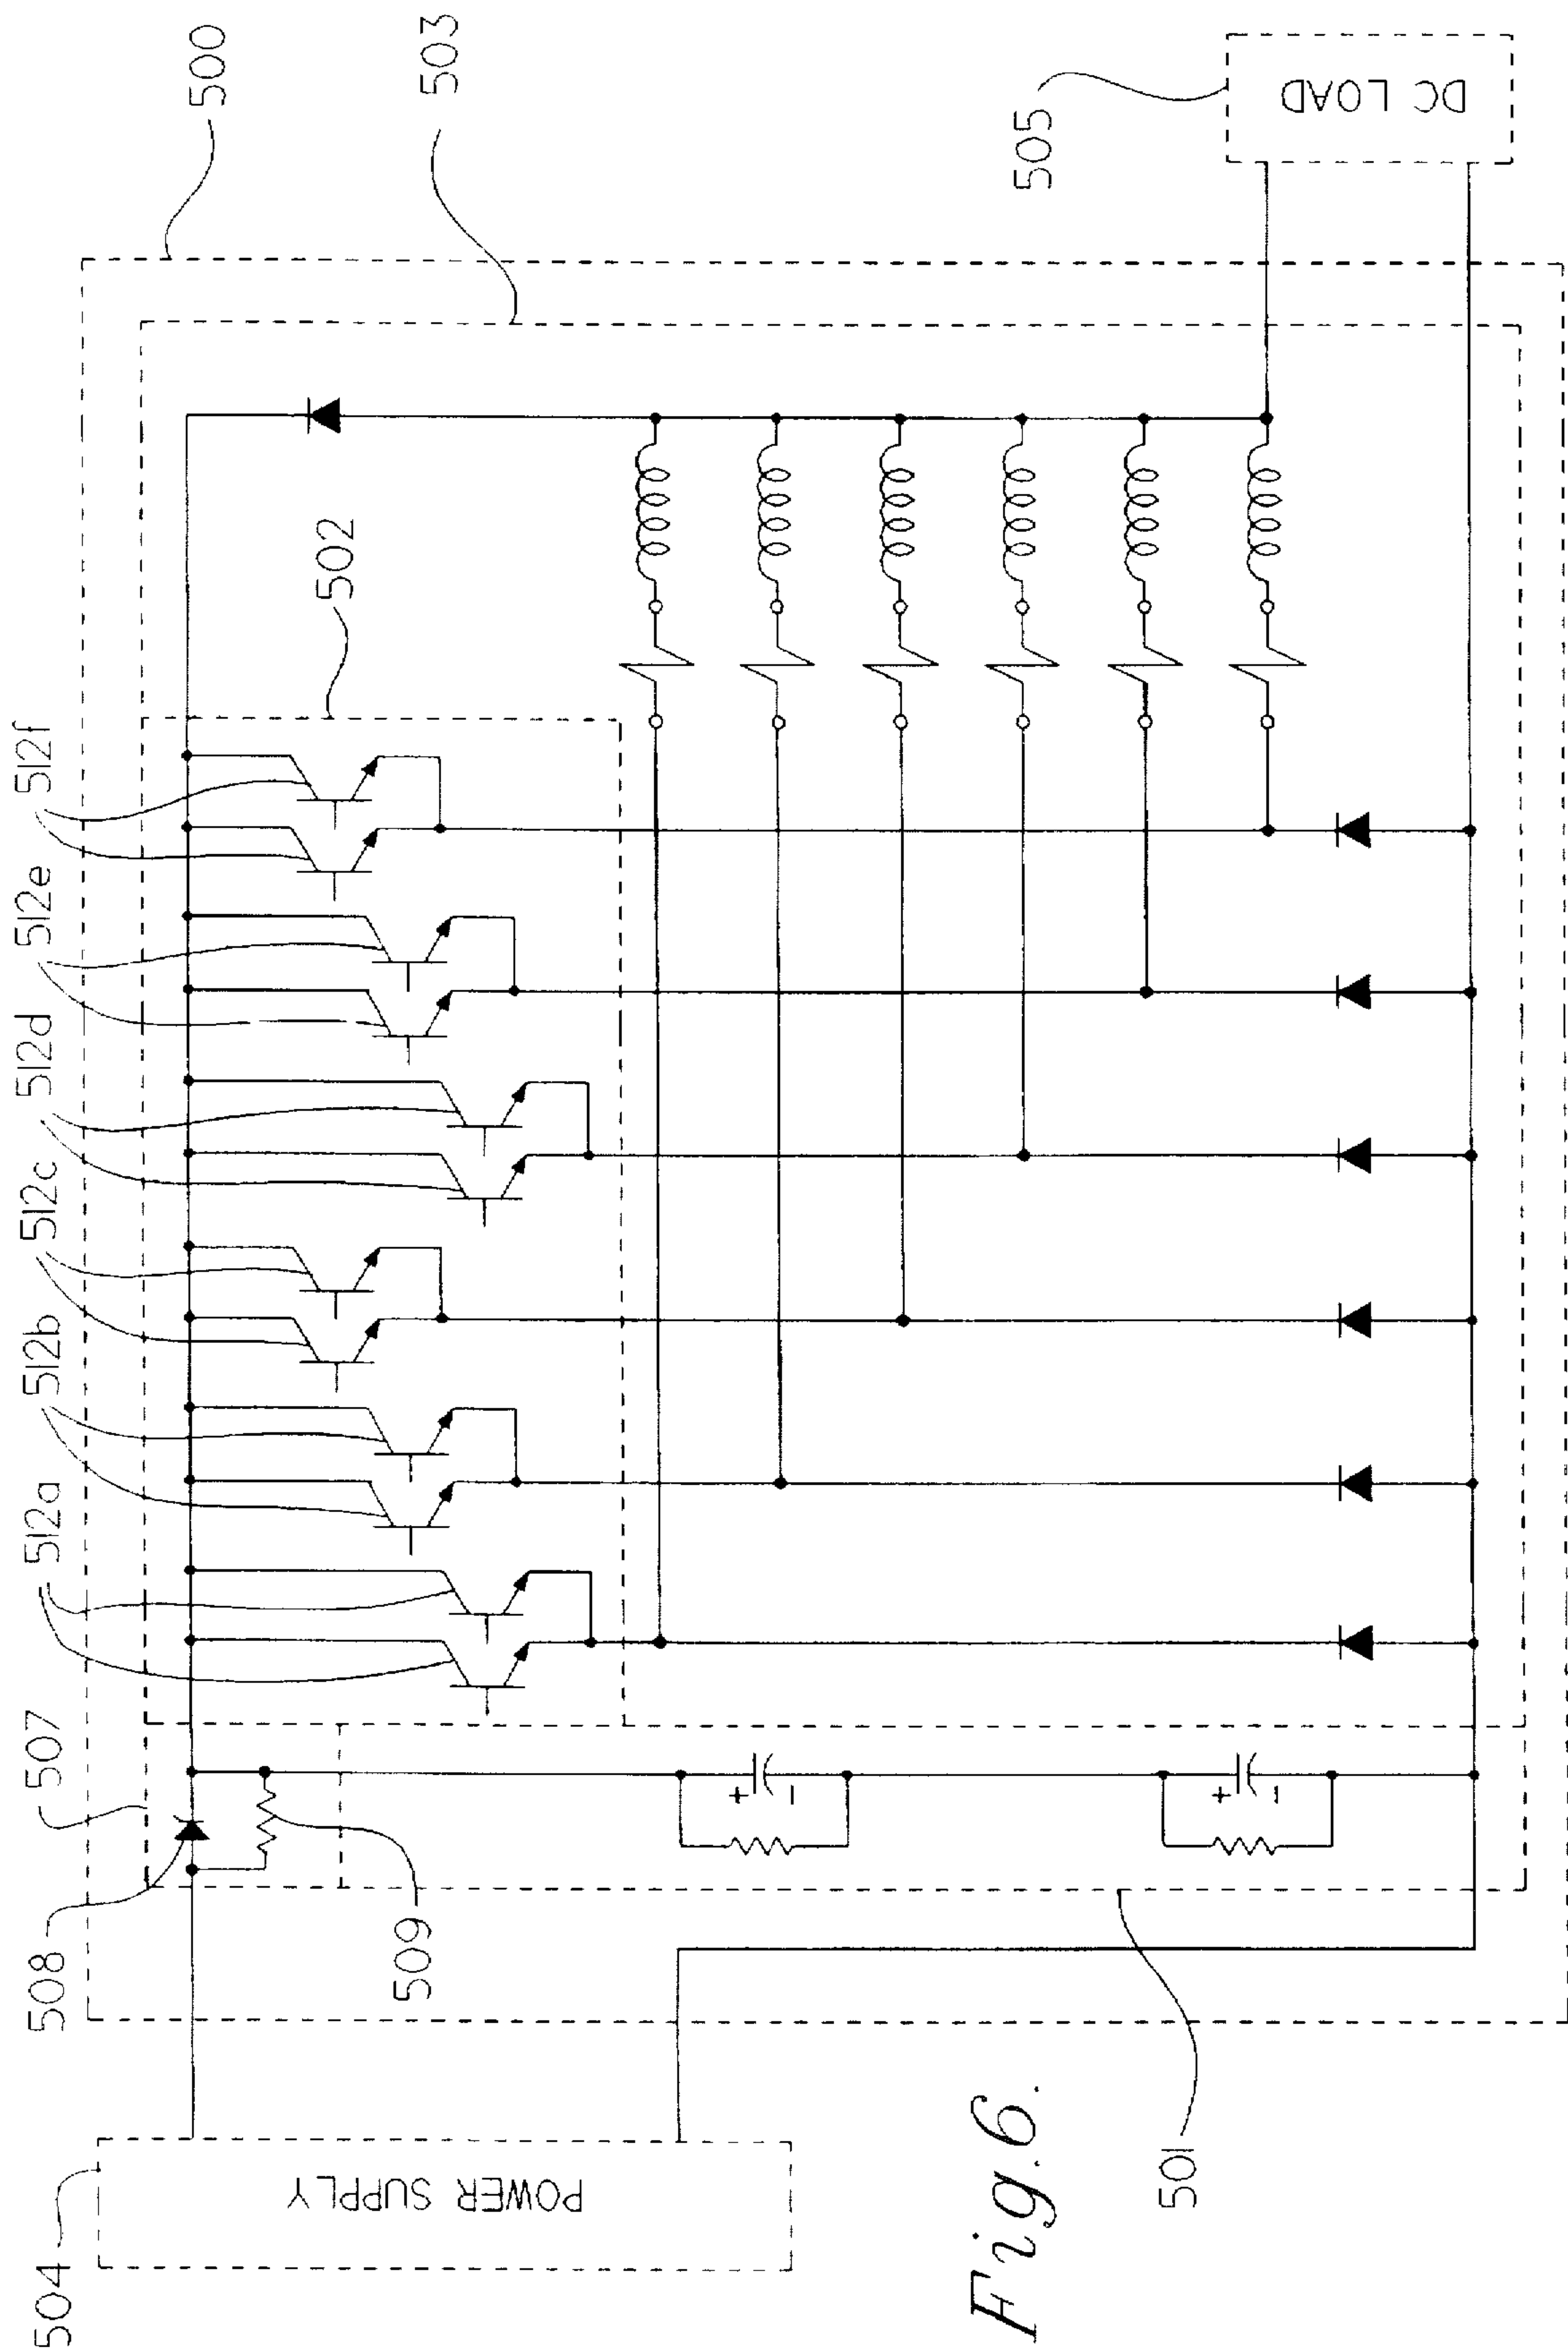 500
503
505
DC LOAD
502
512f
512e
512d
512c
512b
512a
507
508
509
+
-
+
-
504
POWER SUPPLY
501
Fig. 6.